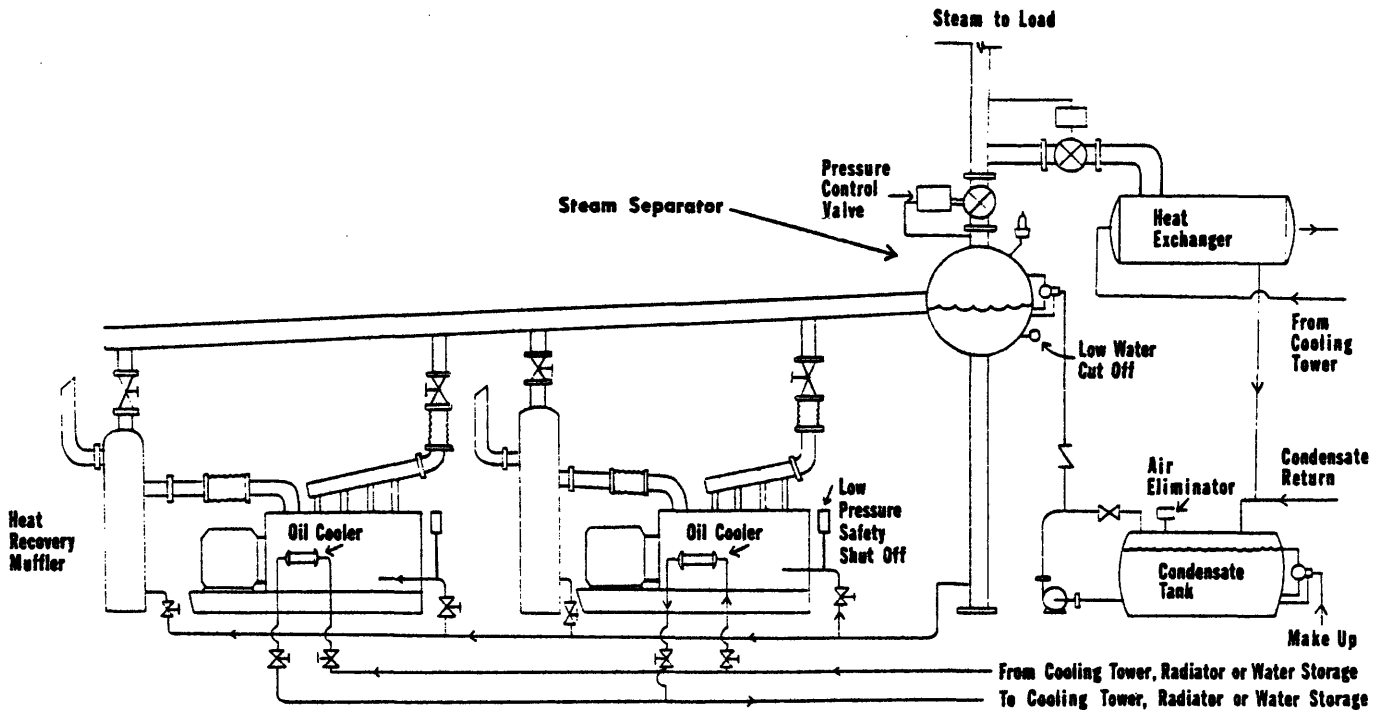 Steam to Load
Pressure
Control
Valve
Steam Separator
Heat
Exchanger
From
Cooling
Tower
Low Water
Cut Off
Air
Eliminator
Condensate
Return
Low
Pressure
Safety
Shut Off
Heat
Recovery
Muffler
Oil Cooler
Oil Cooler
Condensate
Tank
Make Up
From Cooling Tower, Radiator or Water Storage
To Cooling Tower, Radiator or Water Storage